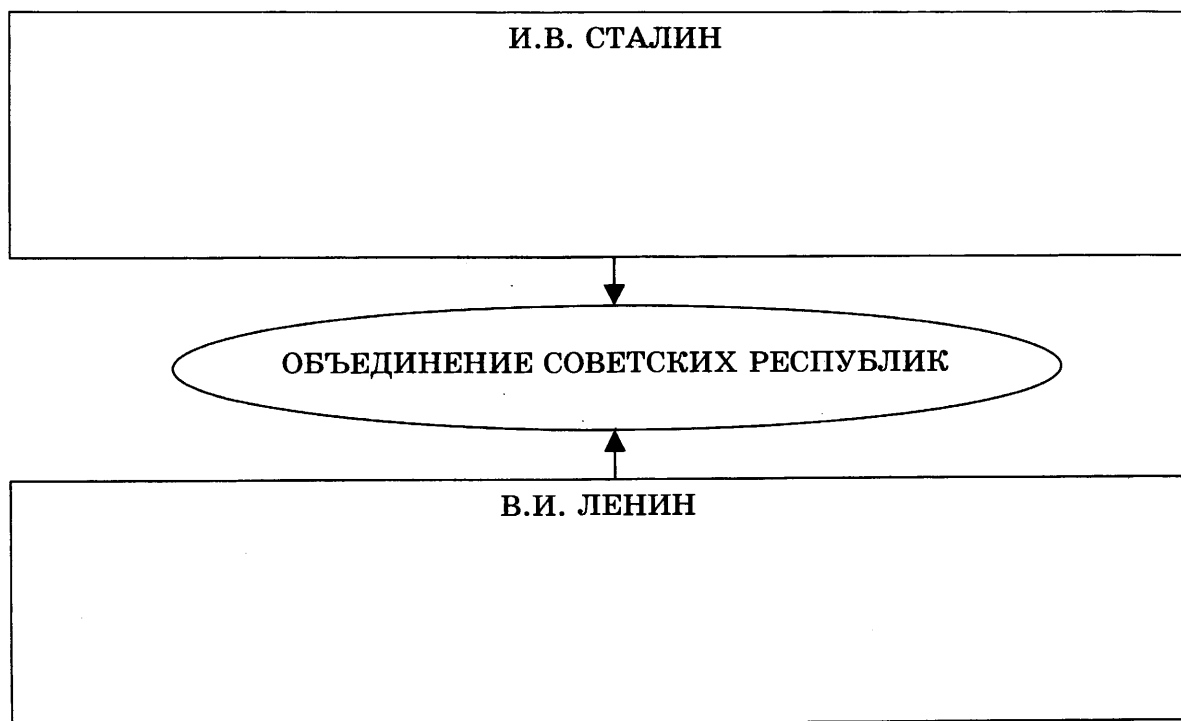 И.В. СТАЛИН
ОБЪЕДИНЕНИЕ СОВЕТСКИХ РЕСПУБЛИК
В.И. ЛЕНИН